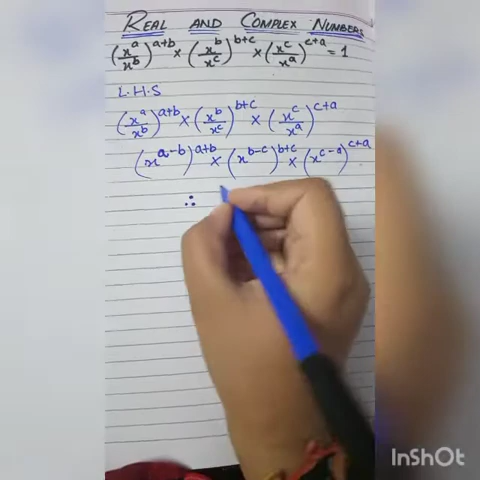 REAL AND COMPLEX NUMBERS
(x^a/x^b)^{a+b} × (x^b/x^c)^{b+c} × (x^c/x^a)^{c+a} = 1
L.H.S
(x^a/x^b)^{a+b} × (x^b/x^c)^{b+c} × (x^c/x^a)^{c+a}
(x^{a-b})^{a+b} × (x^{b-c})^{b+c} × (x^{c-a})^{c+a}
∴
InShOt